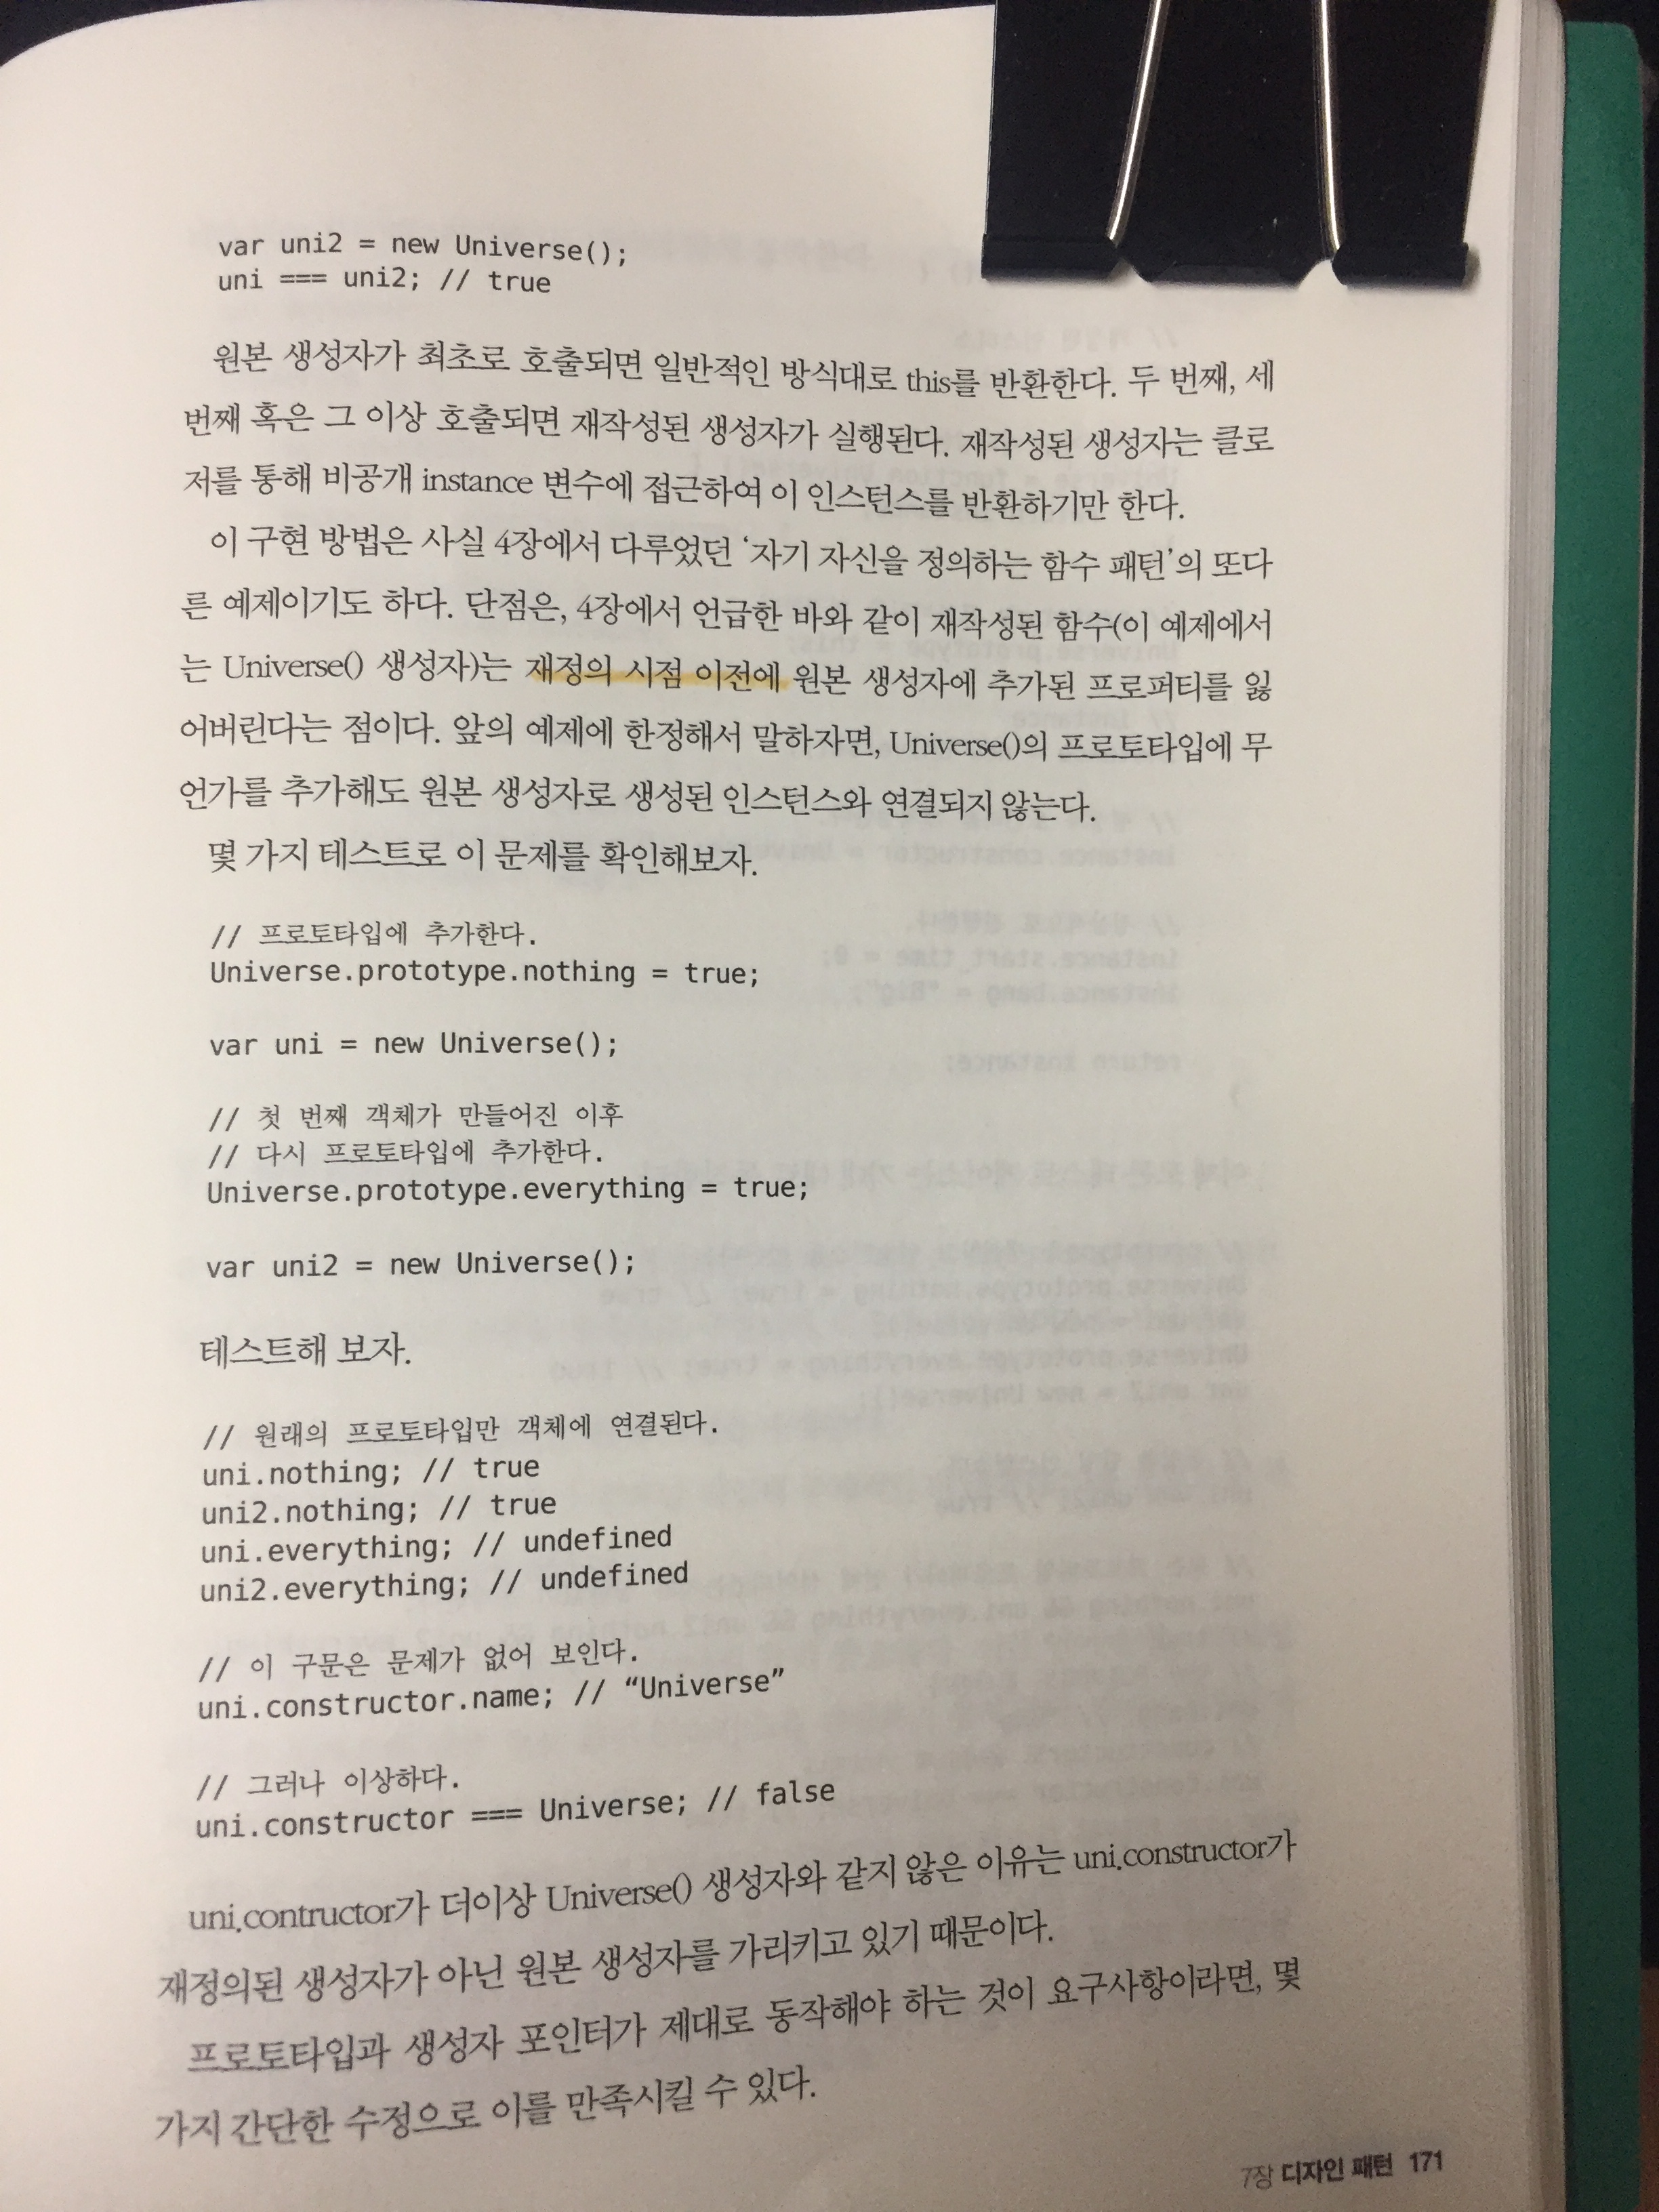 var uni2 = new Universe();
uni === uni2; // true
원본 생성자가 최초로 호출되면 일반적인 방식대로 this를 반환한다. 두 번째, 세
번째 혹은 그 이상 호출되면 재작성된 생성자가 실행된다. 재작성된 생성자는 클로
저를 통해 비공개 instance 변수에 접근하여 이 인스턴스를 반환하기만 한다.
이 구현 방법은 사실 4장에서 다루었던 ‘자기 자신을 정의하는 함수 패턴’의 또다
른 예제이기도 하다. 단점은, 4장에서 언급한 바와 같이 재작성된 함수(이 예제에서
는 Universe() 생성자)는 재정의 시점 이전에 원본 생성자에 추가된 프로퍼티를 잃
어버린다는 점이다. 앞의 예제에 한정해서 말하자면, Universe()의 프로토타입에 무
언가를 추가해도 원본 생성자로 생성된 인스턴스와 연결되지 않는다.
몇 가지 테스트로 이 문제를 확인해보자.
// 프로토타입에 추가한다.
Universe.prototype.nothing = true;
var uni = new Universe();
// 첫 번째 객체가 만들어진 이후
// 다시 프로토타입에 추가한다.
Universe.prototype.everything = true;
var uni2 = new Universe();
테스트해 보자.
// 원래의 프로토타입만 객체에 연결된다.
uni.nothing; // true
uni2.nothing; // true
uni.everything; // undefined
uni2.everything; // undefined
// 이 구문은 문제가 없어 보인다.
uni.constructor.name; // “Universe”
// 그러나 이상하다.
uni.constructor === Universe; // false
uni.contructor가 더이상 Universe() 생성자와 같지 않은 이유는 uni.constructor가
재정의된 생성자가 아닌 원본 생성자를 가리키고 있기 때문이다.
프로토타입과 생성자 포인터가 제대로 동작해야 하는 것이 요구사항이라면, 몇
가지 간단한 수정으로 이를 만족시킬 수 있다.
7장 디자인 패턴 171